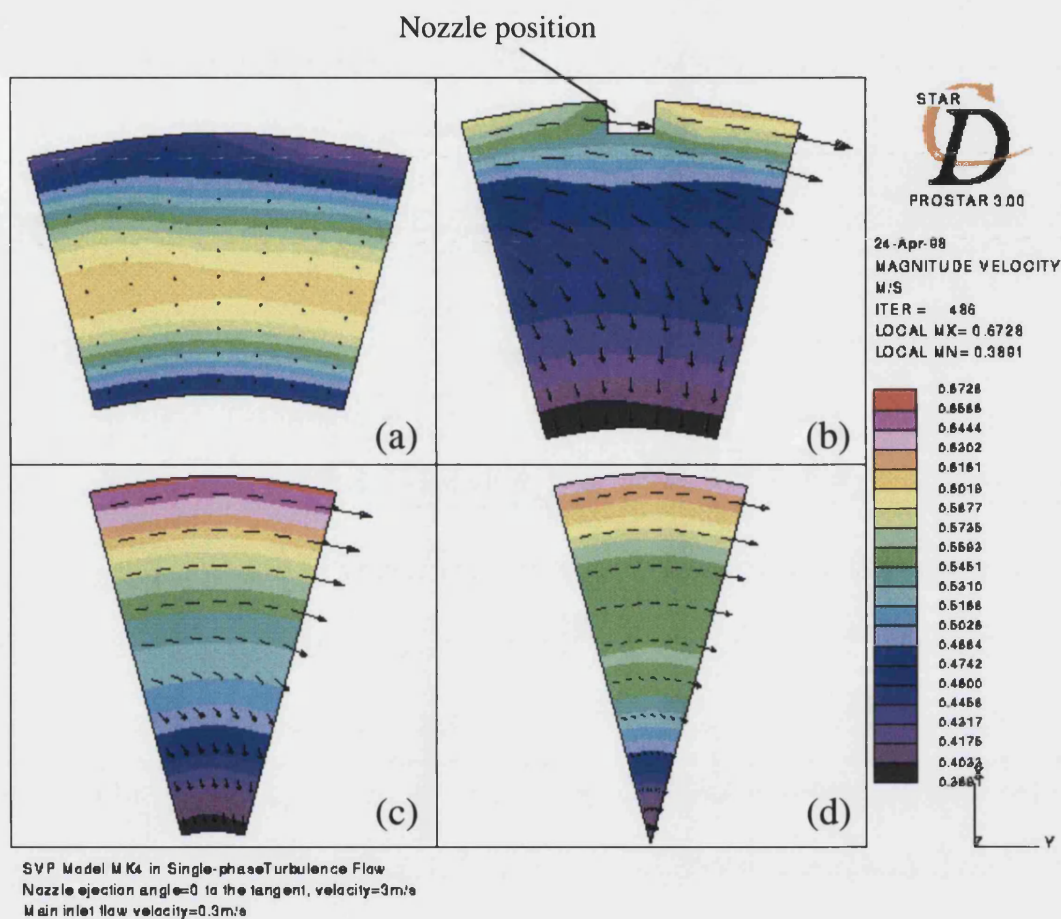 Nozzle position
(a)
(b)
(c)
(d)
STAR
D
PROSTAR 3.00
24-Apr-98
MAGNITUDE VELOCITY
M/S
ITER = 486
LOCAL MX= 0.6728
LOCAL MN= 0.3891
0.6728
0.6586
0.6444
0.6302
0.6161
0.6019
0.5877
0.5735
0.5593
0.5451
0.5310
0.5168
0.5026
0.4884
0.4742
0.4600
0.4458
0.4317
0.4175
0.4033
0.3891
X
Z
Y
SVP Model MK4 in Single-phaseTurbulence Flow
Nozzle ejection angle=0 to the tangent, velocity=3m/s
Main inlet flow velocity=0.3m/s